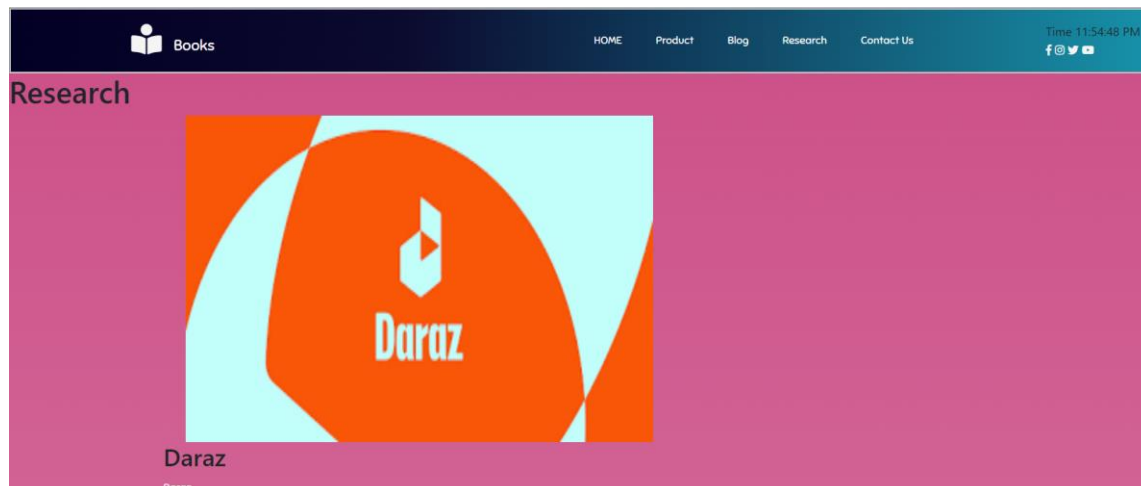 Books
HOME Product Blog Research Contact Us
Time 11:54:48 PM
Research
Daraz
Daraz